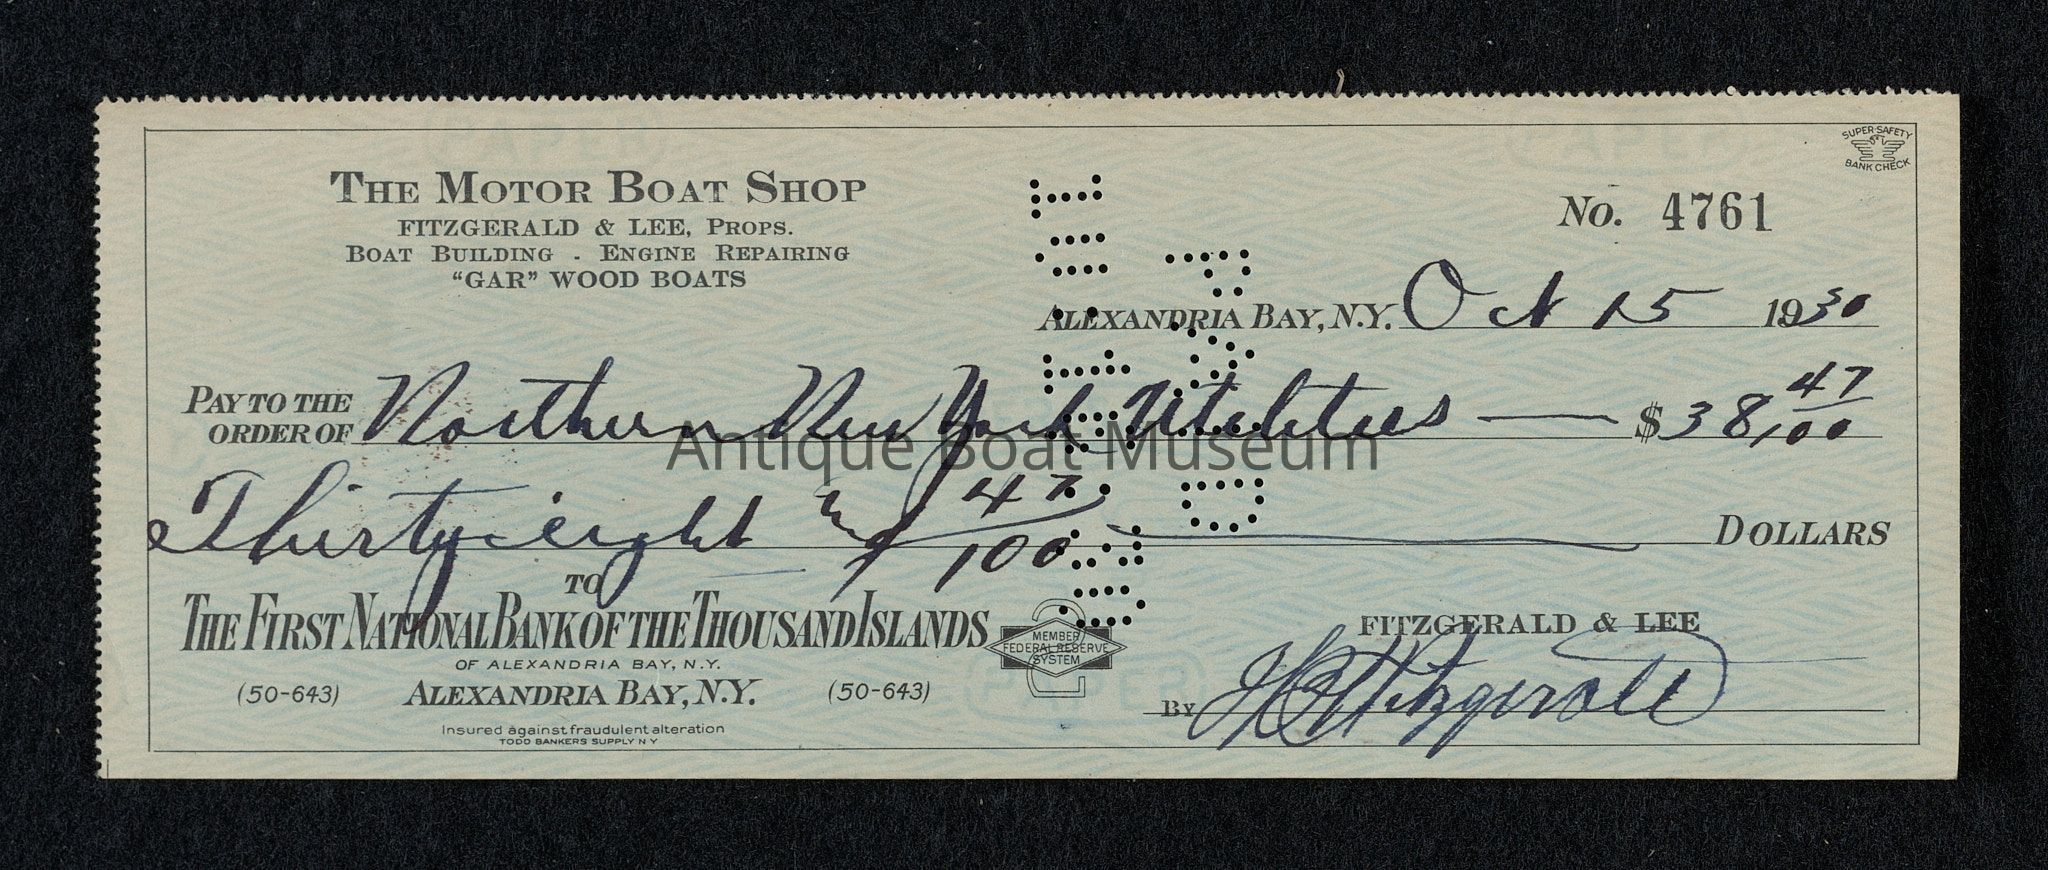 SUPER-SAFETY
BANK CHECK
THE MOTOR BOAT SHOP
FITZGERALD & LEE, PROPS.
BOAT BUILDING - ENGINE REPAIRING
"GAR" WOOD BOATS
No. 4761
ALEXANDRIA BAY, N.Y. Oct 15 1930
PAY TO THE
ORDER OF Northern New York Utilities — $38,47/00
Antique Boat Museum
Thirty eight & 47/100 DOLLARS
TO
THE FIRST NATIONAL BANK OF THE THOUSAND ISLANDS
OF ALEXANDRIA BAY, N.Y.
(50-643) ALEXANDRIA BAY, N.Y. (50-643)
Insured against fraudulent alteration
TODD BANKERS SUPPLY N Y
MEMBER
FEDERAL RESERVE
SYSTEM
FITZGERALD & LEE
By Fitzgerald